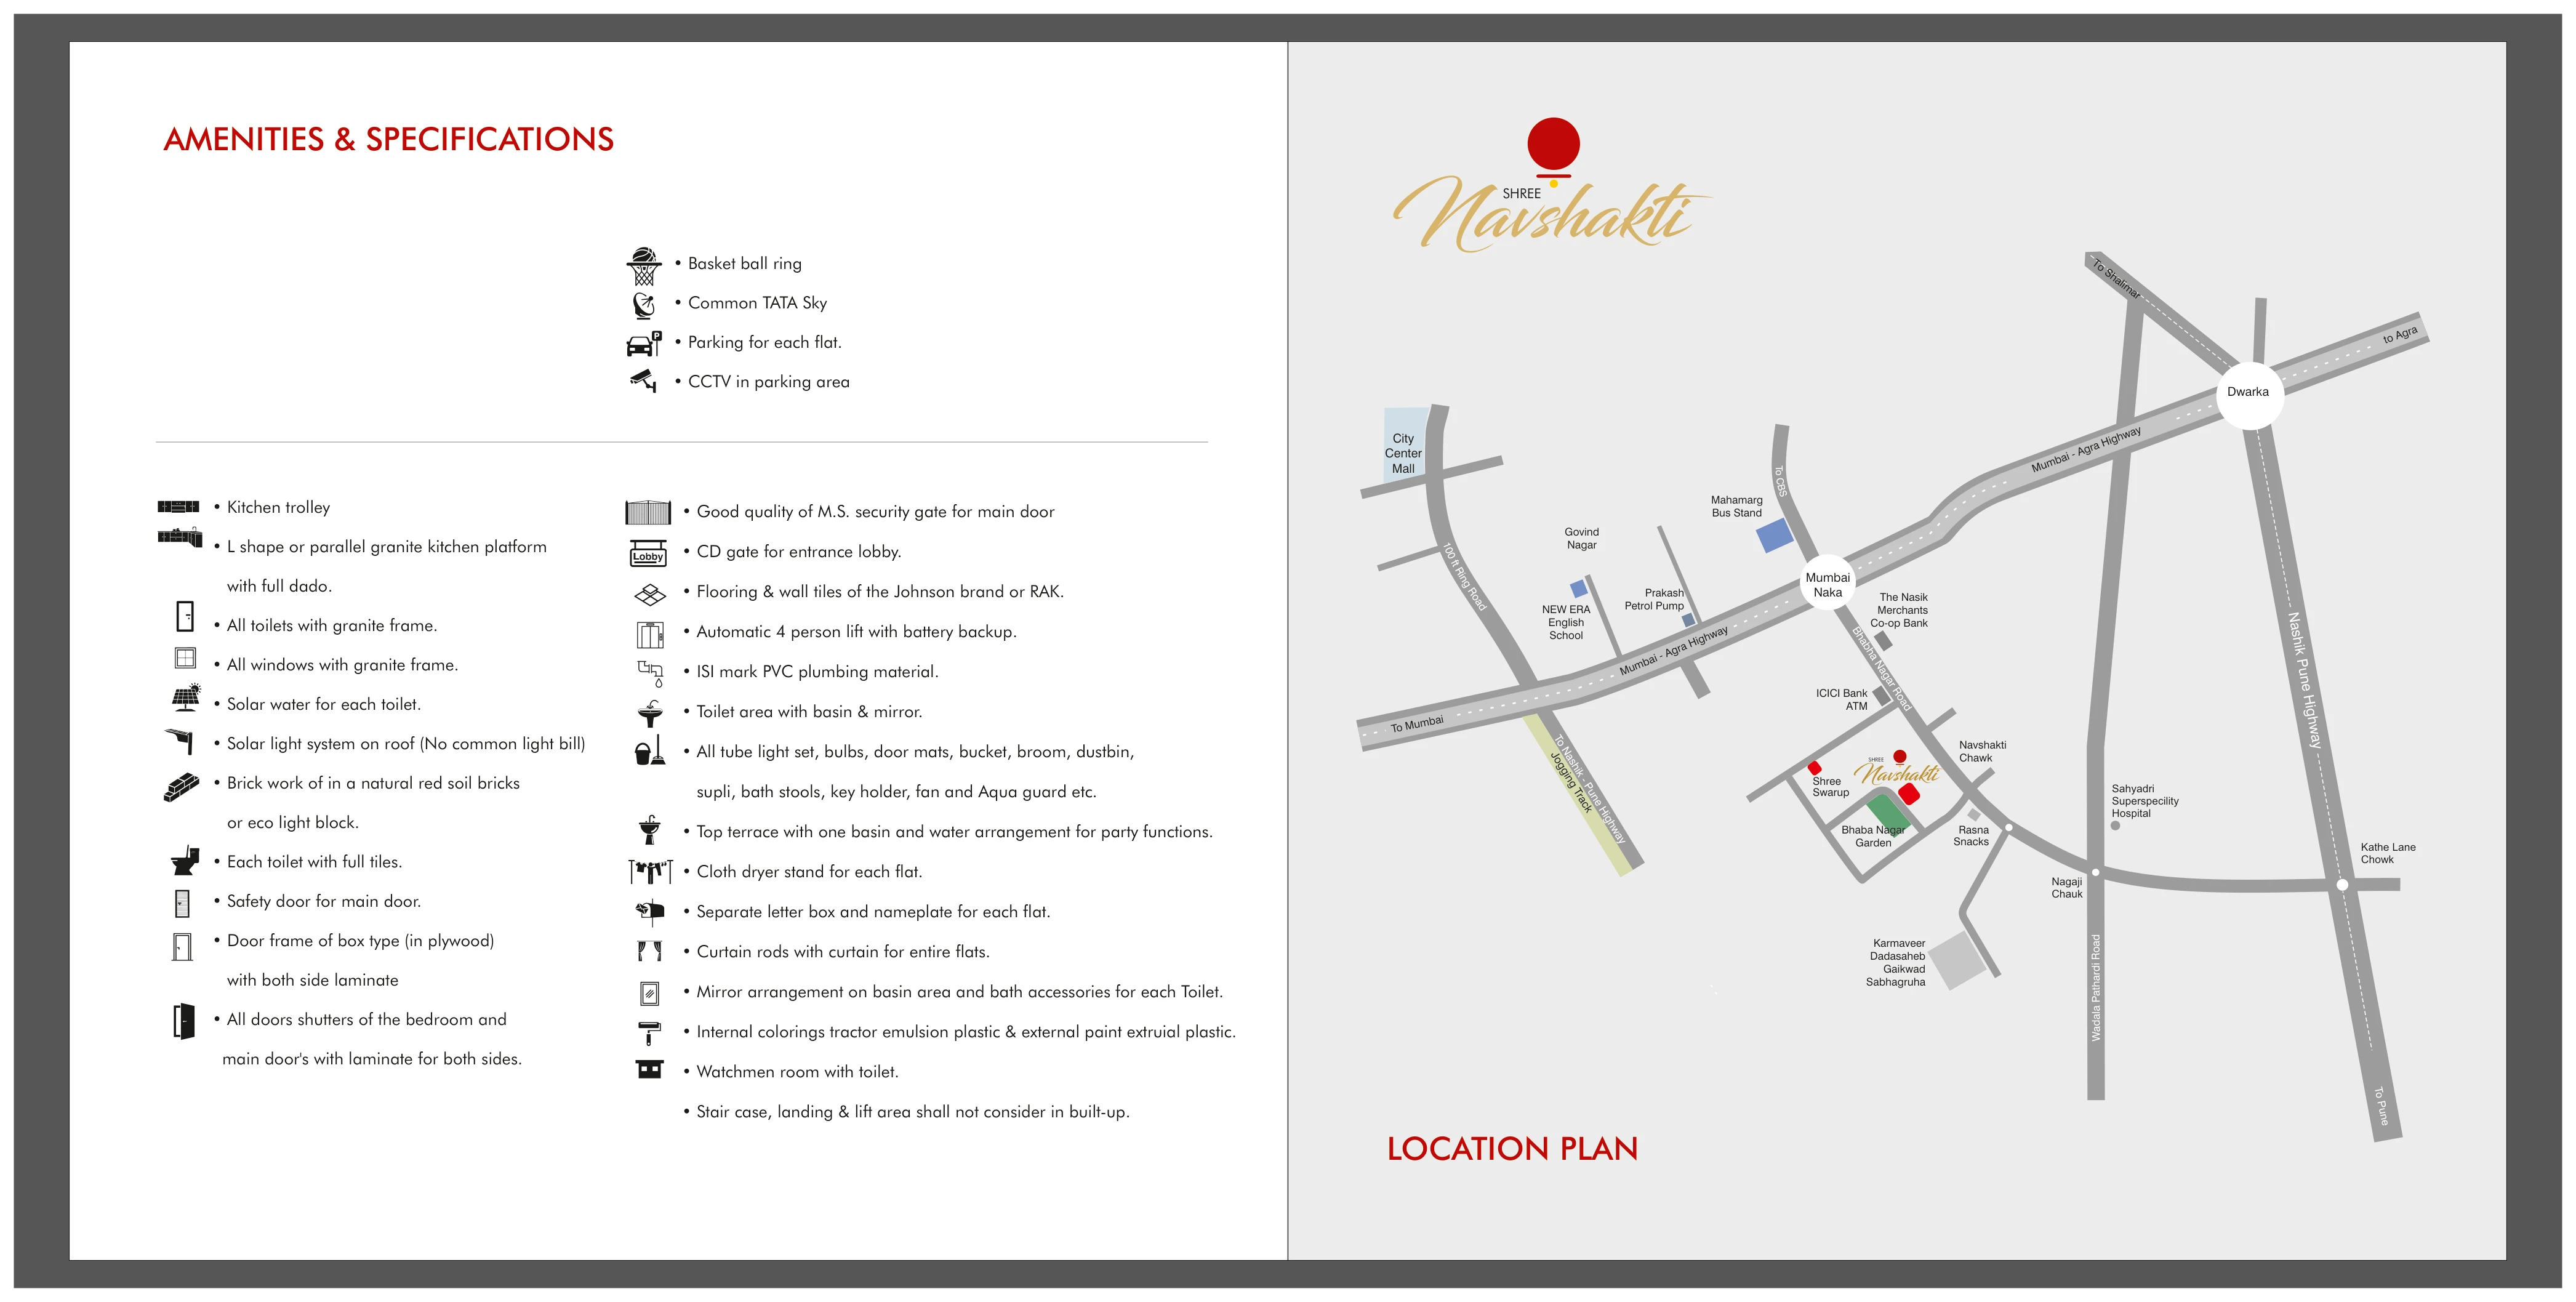 AMENITIES & SPECIFICATIONS
• Basket ball ring
• Common TATA Sky
• Parking for each flat.
• CCTV in parking area
• Kitchen trolley
• L shape or parallel granite kitchen platform
with full dado.
• All toilets with granite frame.
• All windows with granite frame.
• Solar water for each toilet.
• Solar light system on roof (No common light bill)
• Brick work of in a natural red soil bricks
or eco light block.
• Each toilet with full tiles.
• Safety door for main door.
• Door frame of box type (in plywood)
with both side laminate
• All doors shutters of the bedroom and
main door's with laminate for both sides.
• Good quality of M.S. security gate for main door
Lobby
• CD gate for entrance lobby.
• Flooring & wall tiles of the Johnson brand or RAK.
• Automatic 4 person lift with battery backup.
• ISI mark PVC plumbing material.
• Toilet area with basin & mirror.
• All tube light set, bulbs, door mats, bucket, broom, dustbin,
supli, bath stools, key holder, fan and Aqua guard etc.
• Top terrace with one basin and water arrangement for party functions.
• Cloth dryer stand for each flat.
• Separate letter box and nameplate for each flat.
• Curtain rods with curtain for entire flats.
• Mirror arrangement on basin area and bath accessories for each Toilet.
• Internal colorings tractor emulsion plastic & external paint extruial plastic.
• Watchmen room with toilet.
• Stair case, landing & lift area shall not consider in built-up.
SHREE
Navshakti
To Shalimar
to Agra
Dwarka
Mumbai - Agra Highway
City
Center
Mall
To CBS
Mahamarg
Bus Stand
Govind
Nagar
100 ft Ring Road
Mumbai
Naka
Prakash
Petrol Pump
NEW ERA
English
School
The Nasik
Merchants
Co-op Bank
Mumbai - Agra Highway
Bhabha Nagar Road
Nashik Pune Highway
ICICI Bank
ATM
To Mumbai
To Nashik - Pune Highway
Jogging Track
Navshakti
Chawk
SHREE
Navshakti
Shree
Swarup
Sahyadri
Superspecility
Hospital
Bhaba Nagar
Garden
Rasna
Snacks
Kathe Lane
Chowk
Nagaji
Chauk
Karmaveer
Dadasaheb
Gaikwad
Sabhagruha
Wadala Pathardi Road
To Pune
LOCATION PLAN
P